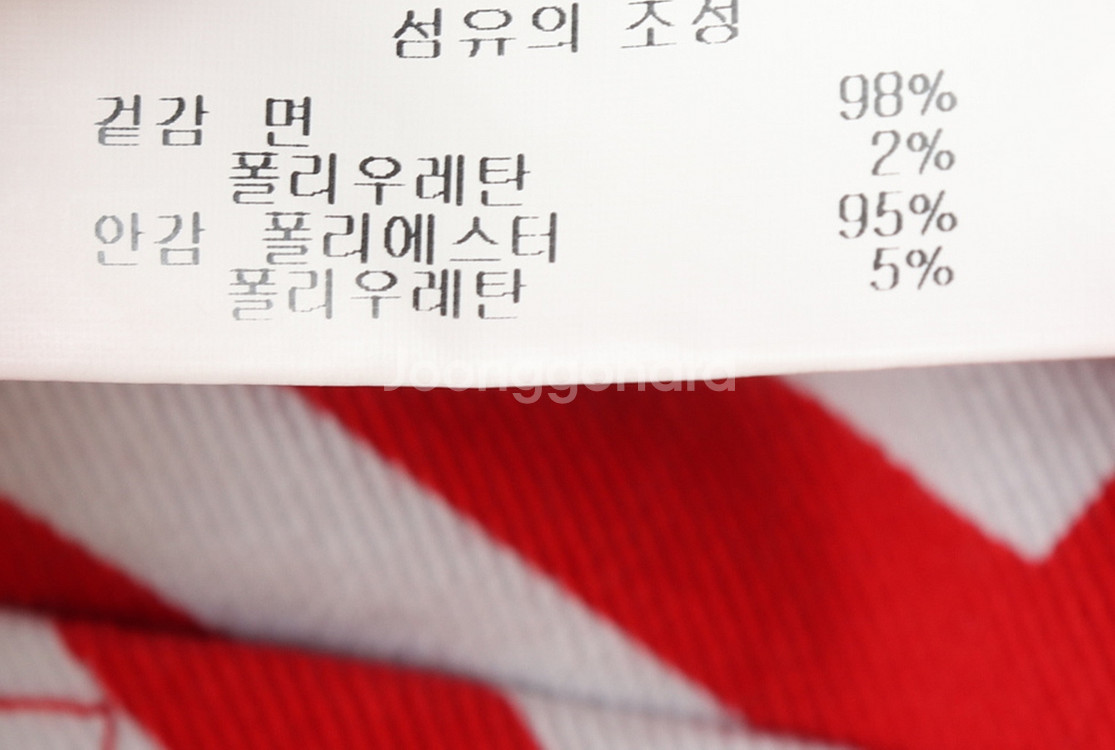 섬유의 조성
겉감 면 98%
폴리우레탄 2%
안감 폴리에스터 95%
폴리우레탄 5%
Joonggonara